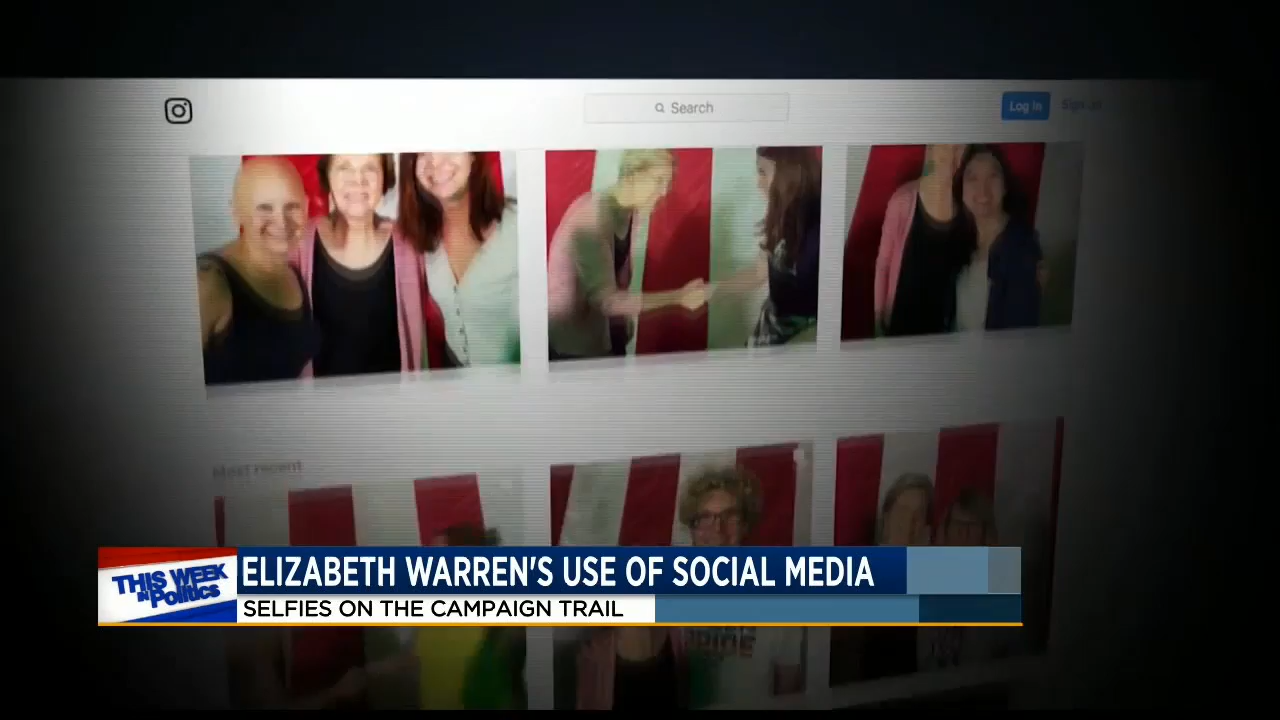 Search
Log In
Sign up
Most recent
THIS WEEK
IN Politics
ELIZABETH WARREN'S USE OF SOCIAL MEDIA
SELFIES ON THE CAMPAIGN TRAIL
PRIDE